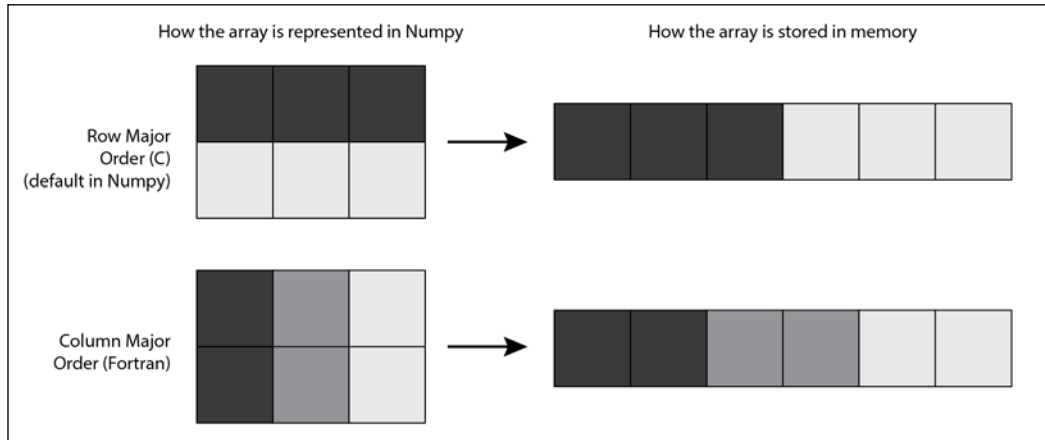 How the array is represented in Numpy
How the array is stored in memory
Row Major
Order (C)
(default in Numpy)
Column Major
Order (Fortran)